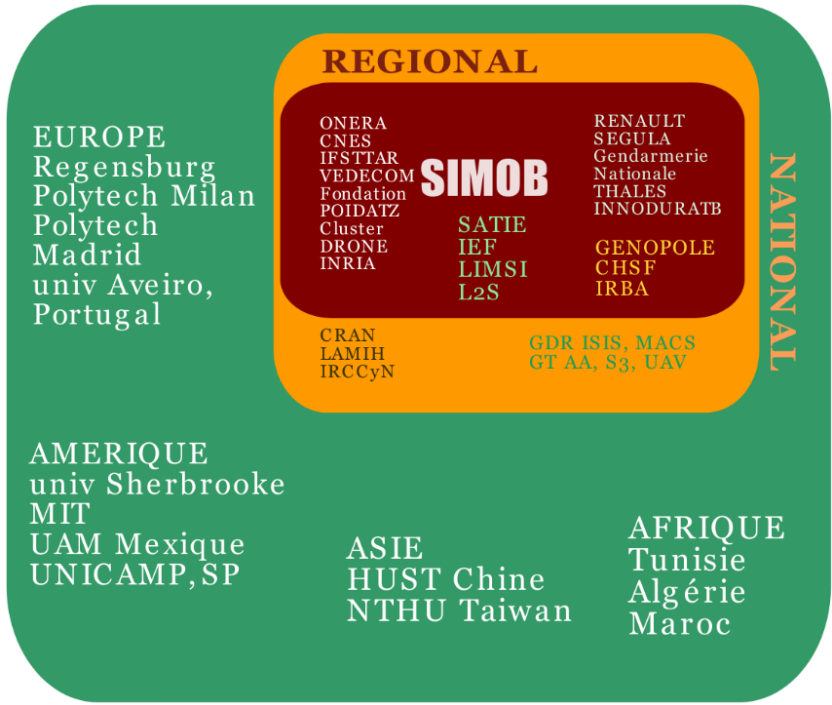 REGIONAL
ONERA
CNES
IFSTTAR
VEDECOM
Fondation
POIDATZ
Cluster
DRONE
INRIA
SIMOB
SATIE
IEF
LIMSI
L2S
RENAULT
SEGULA
Gendarmerie
Nationale
THALES
INNODURATB
GENOPOLE
CHSF
IRBA
CRAN
LAMIH
IRCCyN
GDR ISIS, MACS
GT AA, S3, UAV
NATIONAL
EUROPE
Regensburg
Polytech Milan
Polytech
Madrid
univ Aveiro,
Portugal
AMERIQUE
univ Sherbrooke
MIT
UAM Mexique
UNICAMP, SP
ASIE
HUST Chine
NTHU Taiwan
AFRIQUE
Tunisie
Algérie
Maroc